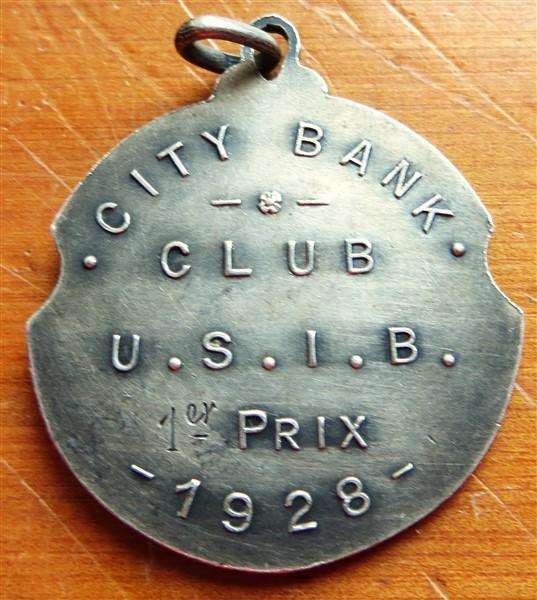 CITY BANK
CLUB
U.S.I.B.
1er PRIX
1928